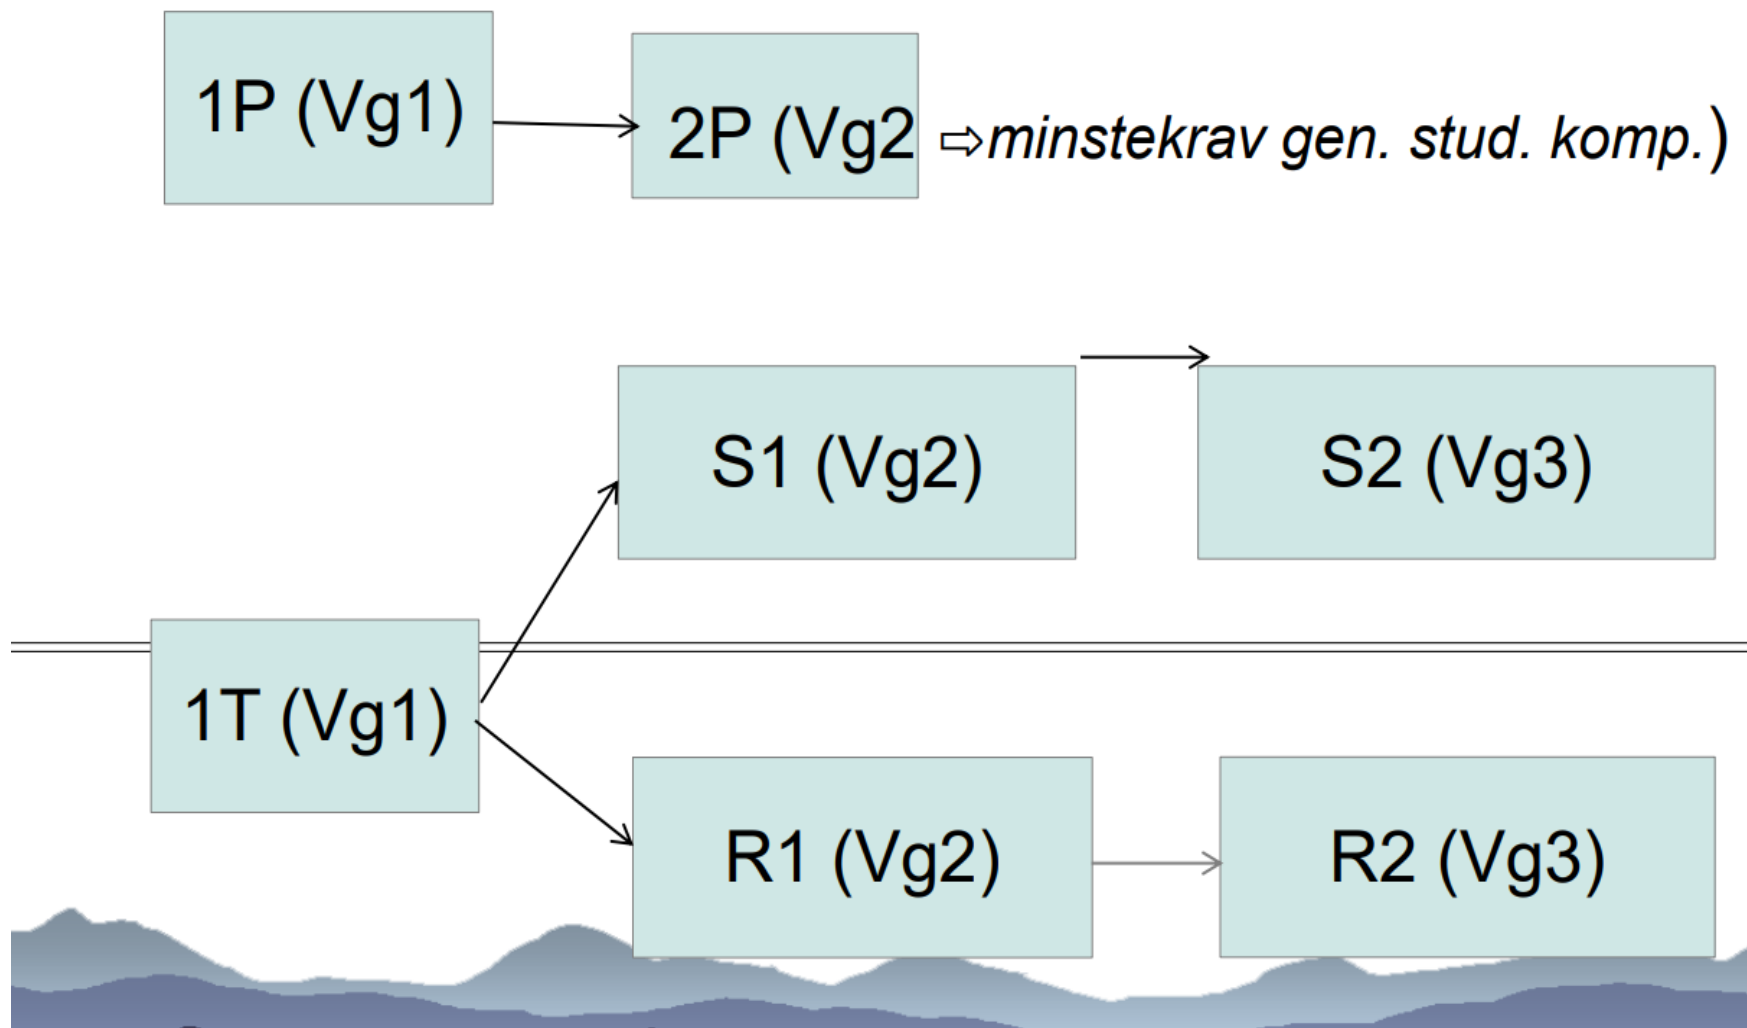 1P (Vg1)
2P (Vg2 ⇨minstekrav gen. stud. komp.)
S1 (Vg2)
S2 (Vg3)
1T (Vg1)
R1 (Vg2)
R2 (Vg3)